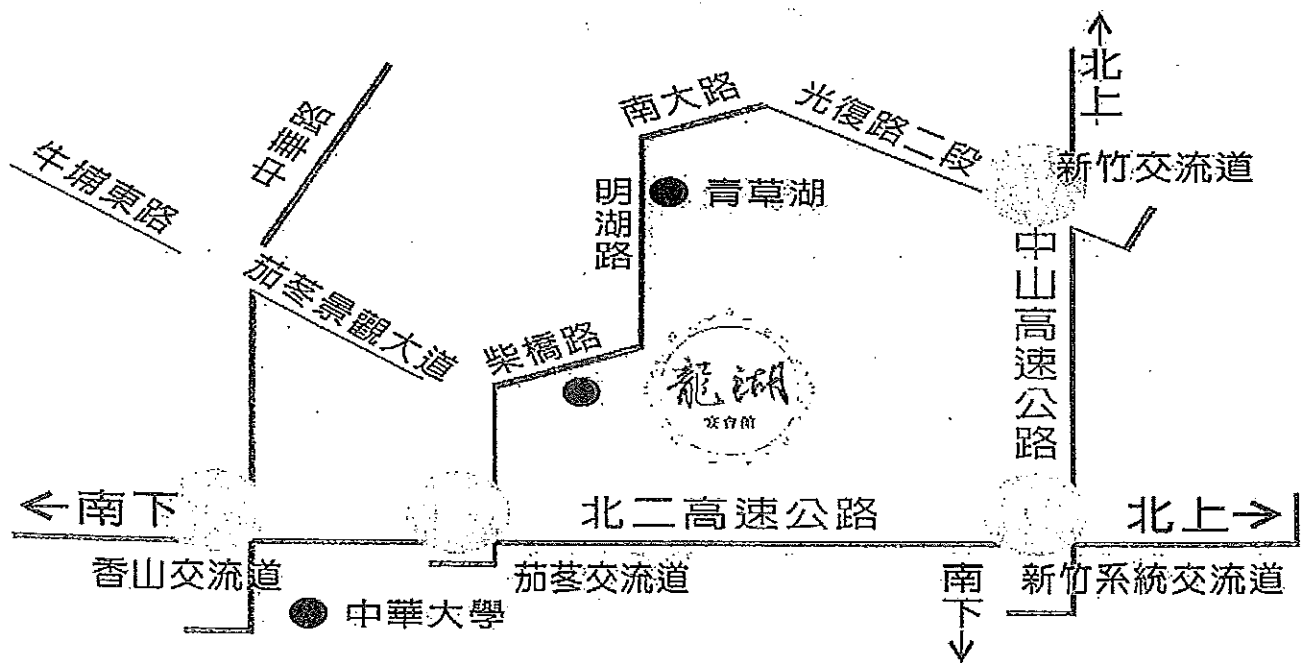 北上
南大路
光復路二段
中華路
新竹交流道
牛埔東路
明湖路
青草湖
中山高速公路
茄苳景觀大道
柴橋路
龍湖
宴會館
南下
北二高速公路
北上
香山交流道
茄苳交流道
南下
新竹系統交流道
中華大學